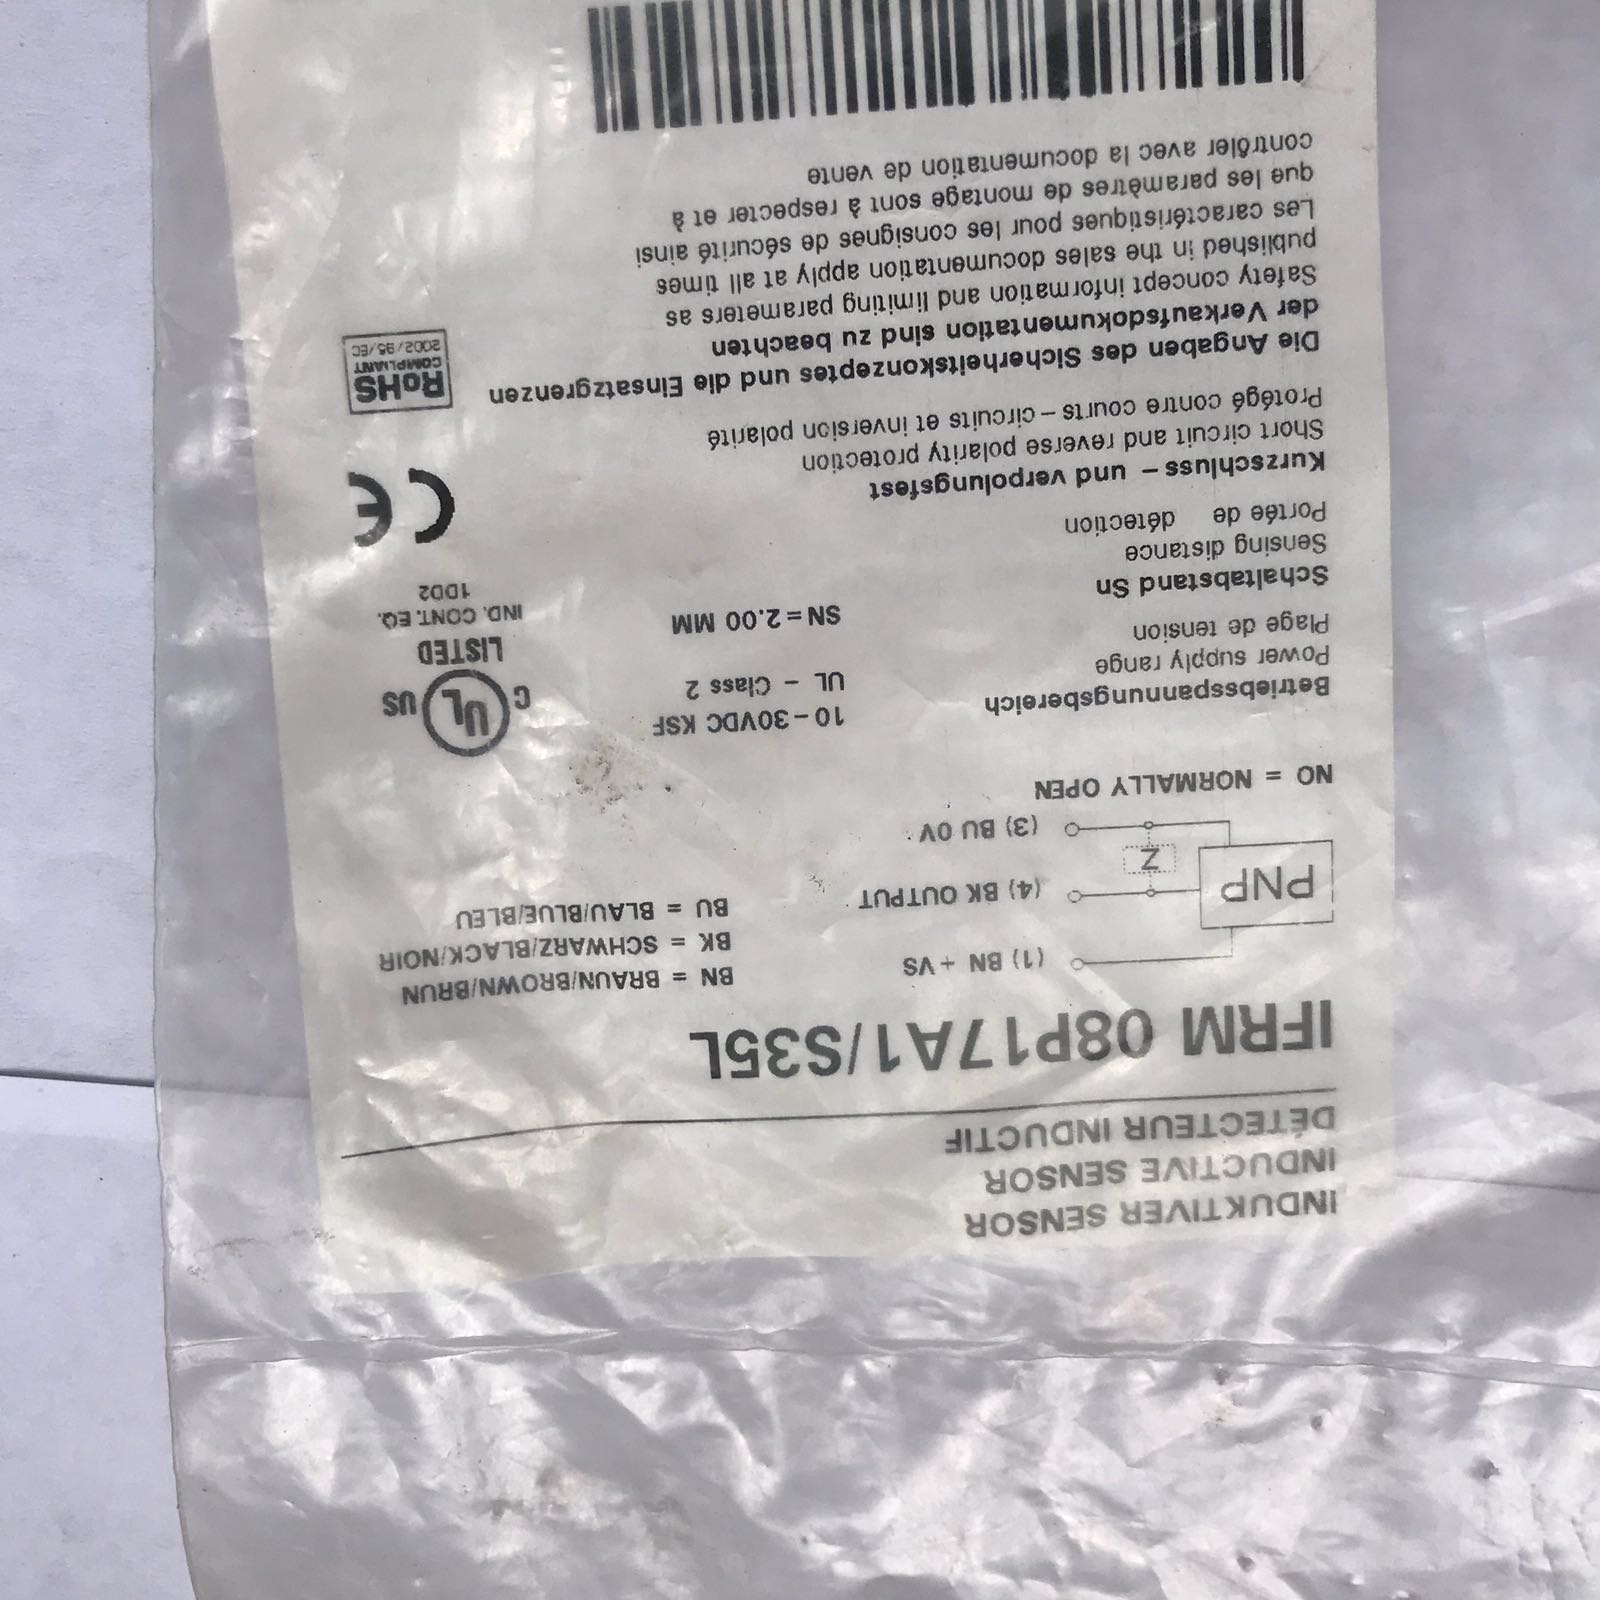 INDUKTIVER SENSOR
INDUCTIVE SENSOR
DÉTECTEUR INDUCTIF
IFRM 08P17A1/S35L
(1) BN +VS
BN = BRAUN/BROWN/BRUN
BK = SCHWARZ/BLACK/NOIR
BU = BLAU/BLUE/BLEU
PNP
(4) BK OUTPUT
Z
(3) BU 0V
NO = NORMALLY OPEN
Betriebsspannungsbereich
Power supply range
Plage de tension
10-30VDC KSF
UL - Class 2
C UL US
LISTED
IND. CONT. EQ.
1DD2
Schaltabstand Sn
Sensing distance
Portée de détection
SN=2.00 MM
CE
Kurzschluss – und verpolungsfest
Short circuit and reverse polarity protection
Protégé contre courts – circuits et inversion polarité
Die Angaben des Sicherheitskonzeptes und die Einsatzgrenzen
der Verkaufsdokumentation sind zu beachten
RoHS
COMPLIANT
2002/95/EC
Safety concept information and limiting parameters as
published in the sales documentation apply at all times
Les caractéristiques pour les consignes de sécurité ainsi
que les paramètres de montage sont à respecter et à
contrôler avec la documentation de vente